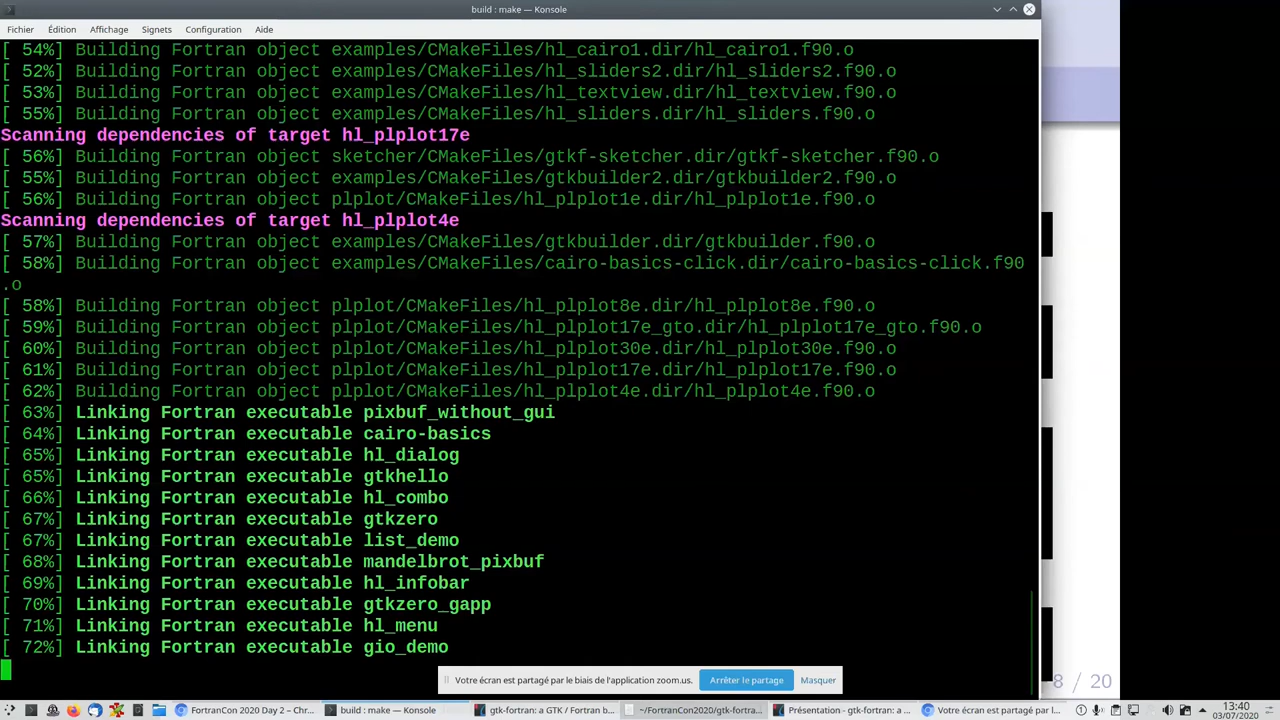 build : make — Konsole
Fichier Édition Affichage Signets Configuration Aide
[ 54%] Building Fortran object examples/CMakeFiles/hl_cairo1.dir/hl_cairo1.f90.o
[ 52%] Building Fortran object examples/CMakeFiles/hl_sliders2.dir/hl_sliders2.f90.o
[ 53%] Building Fortran object examples/CMakeFiles/hl_textview.dir/hl_textview.f90.o
[ 55%] Building Fortran object examples/CMakeFiles/hl_sliders.dir/hl_sliders.f90.o
Scanning dependencies of target hl_plplot17e
[ 56%] Building Fortran object sketcher/CMakeFiles/gtkf-sketcher.dir/gtkf-sketcher.f90.o
[ 55%] Building Fortran object examples/CMakeFiles/gtkbuilder2.dir/gtkbuilder2.f90.o
[ 56%] Building Fortran object plplot/CMakeFiles/hl_plplot1e.dir/hl_plplot1e.f90.o
Scanning dependencies of target hl_plplot4e
[ 57%] Building Fortran object examples/CMakeFiles/gtkbuilder.dir/gtkbuilder.f90.o
[ 58%] Building Fortran object examples/CMakeFiles/cairo-basics-click.dir/cairo-basics-click.f90
.o
[ 58%] Building Fortran object plplot/CMakeFiles/hl_plplot8e.dir/hl_plplot8e.f90.o
[ 59%] Building Fortran object plplot/CMakeFiles/hl_plplot17e_gto.dir/hl_plplot17e_gto.f90.o
[ 60%] Building Fortran object plplot/CMakeFiles/hl_plplot30e.dir/hl_plplot30e.f90.o
[ 61%] Building Fortran object plplot/CMakeFiles/hl_plplot17e.dir/hl_plplot17e.f90.o
[ 62%] Building Fortran object plplot/CMakeFiles/hl_plplot4e.dir/hl_plplot4e.f90.o
[ 63%] Linking Fortran executable pixbuf_without_gui
[ 64%] Linking Fortran executable cairo-basics
[ 65%] Linking Fortran executable hl_dialog
[ 65%] Linking Fortran executable gtkhello
[ 66%] Linking Fortran executable hl_combo
[ 67%] Linking Fortran executable gtkzero
[ 67%] Linking Fortran executable list_demo
[ 68%] Linking Fortran executable mandelbrot_pixbuf
[ 69%] Linking Fortran executable hl_infobar
[ 70%] Linking Fortran executable gtkzero_gapp
[ 71%] Linking Fortran executable hl_menu
[ 72%] Linking Fortran executable gio_demo
Votre écran est partagé par le biais de l'application zoom.us. Arrêter le partage Masquer
8 / 20
FortranCon 2020 Day 2 – Chr... build : make — Konsole gtk-fortran: a GTK / Fortran b... ~/FortranCon2020/gtk-fortra... Présentation - gtk-fortran: a ... Votre écran est partagé par l... 13:40
03/07/2020